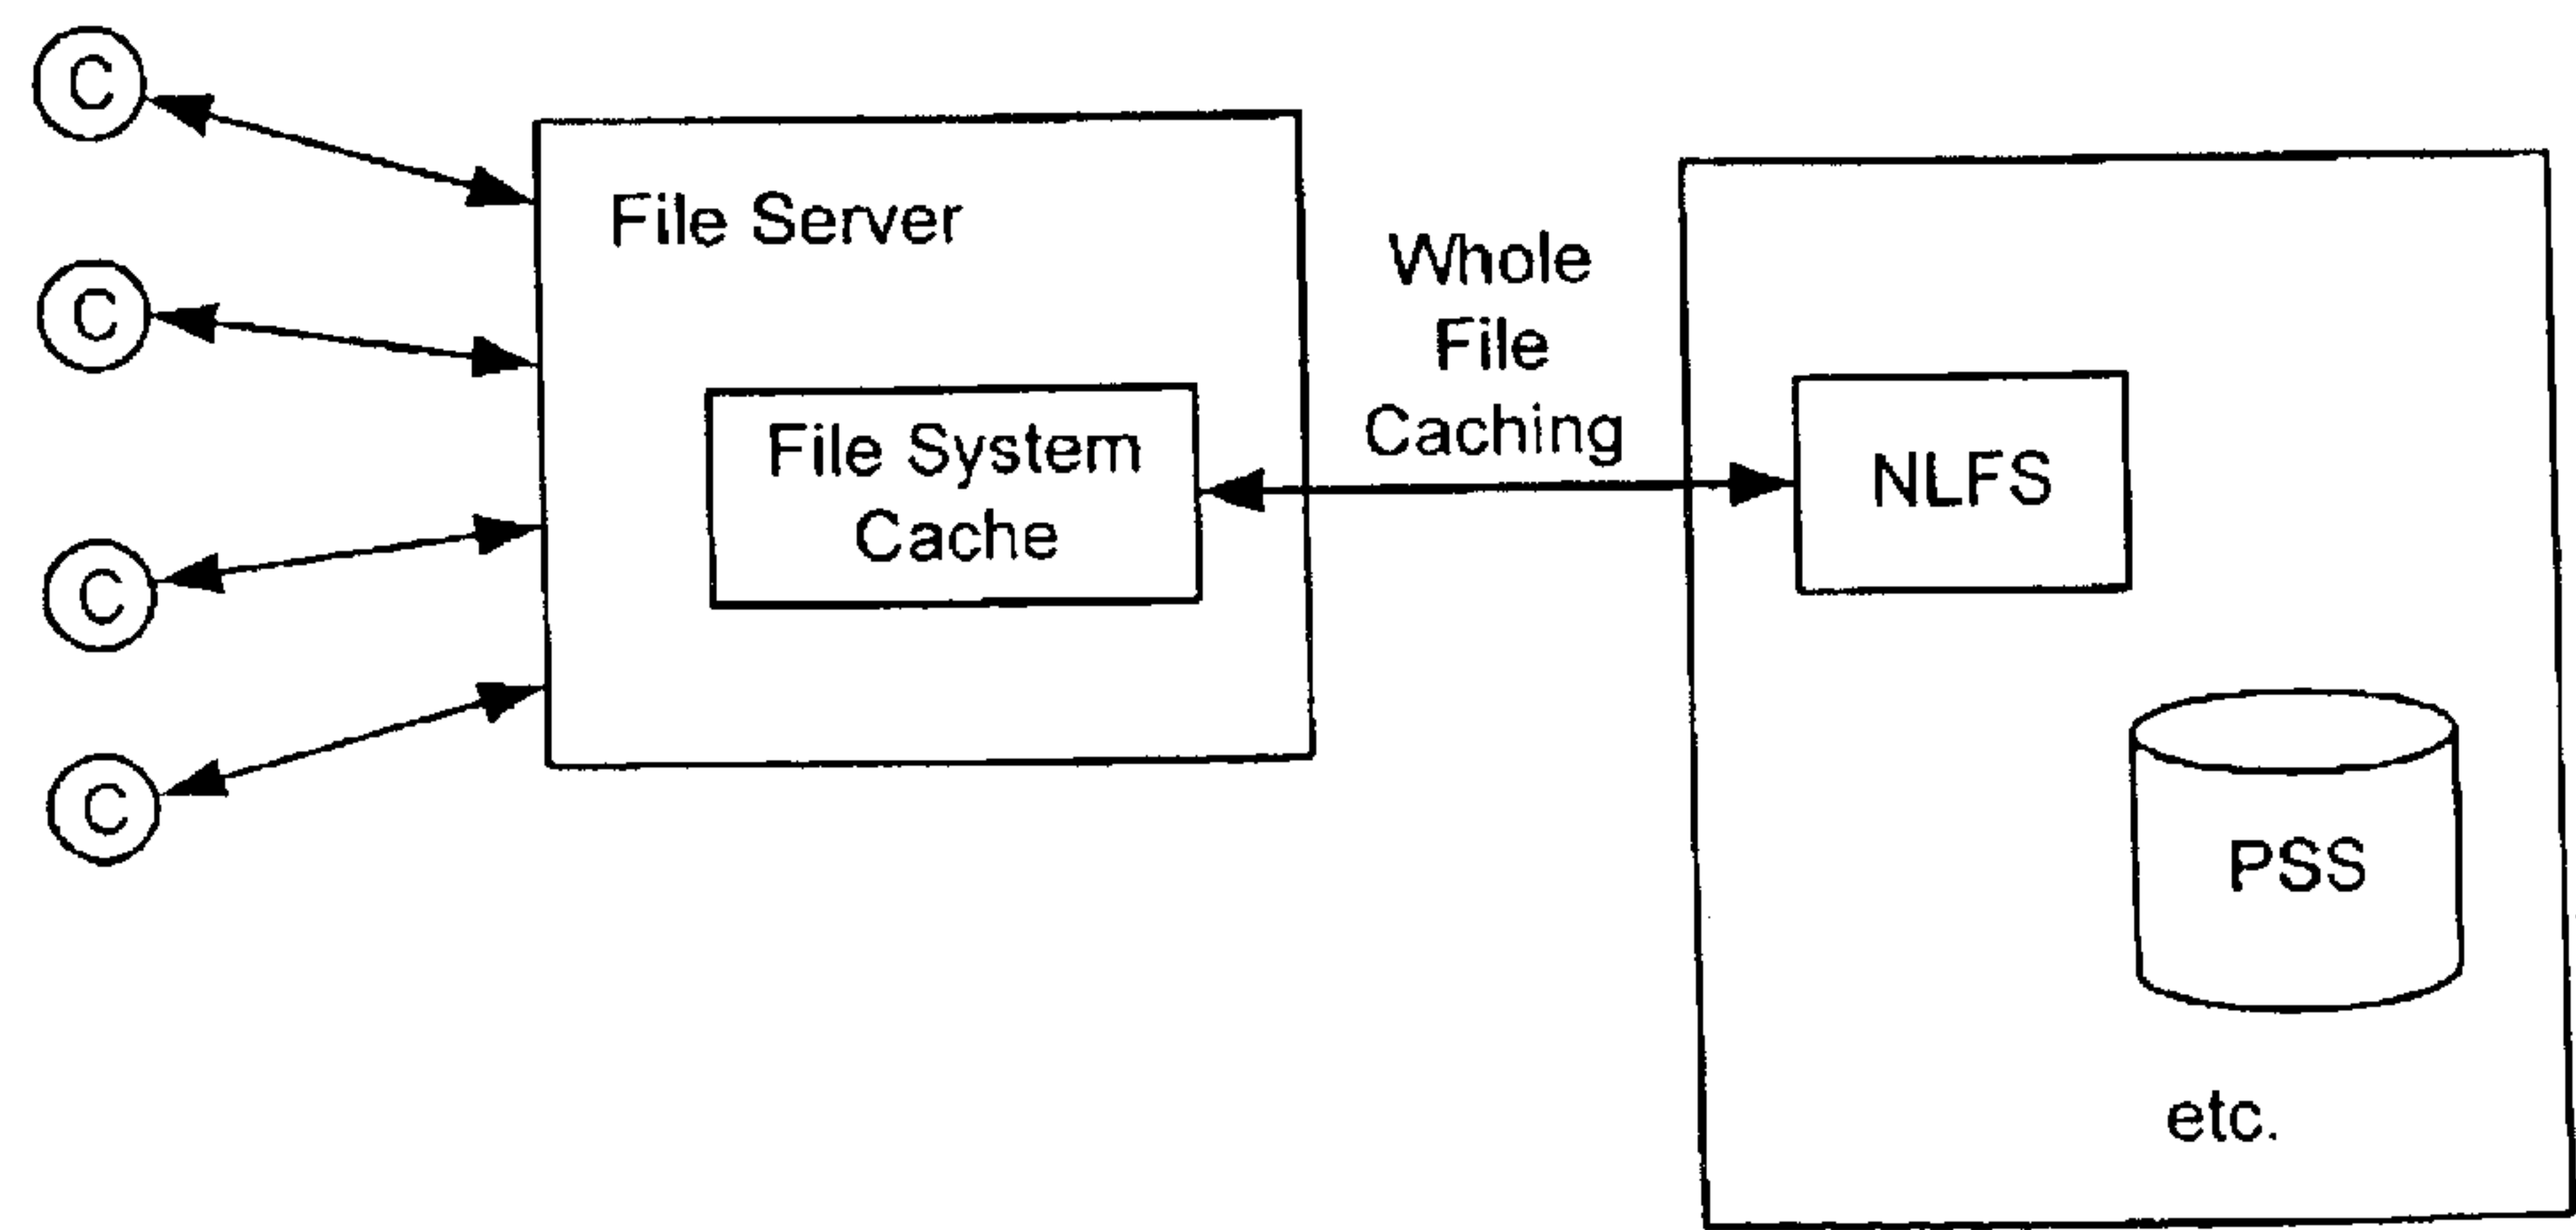 C
C
C
C
File Server
File System
Cache
Whole
File
Caching
NLFS
PSS
etc.